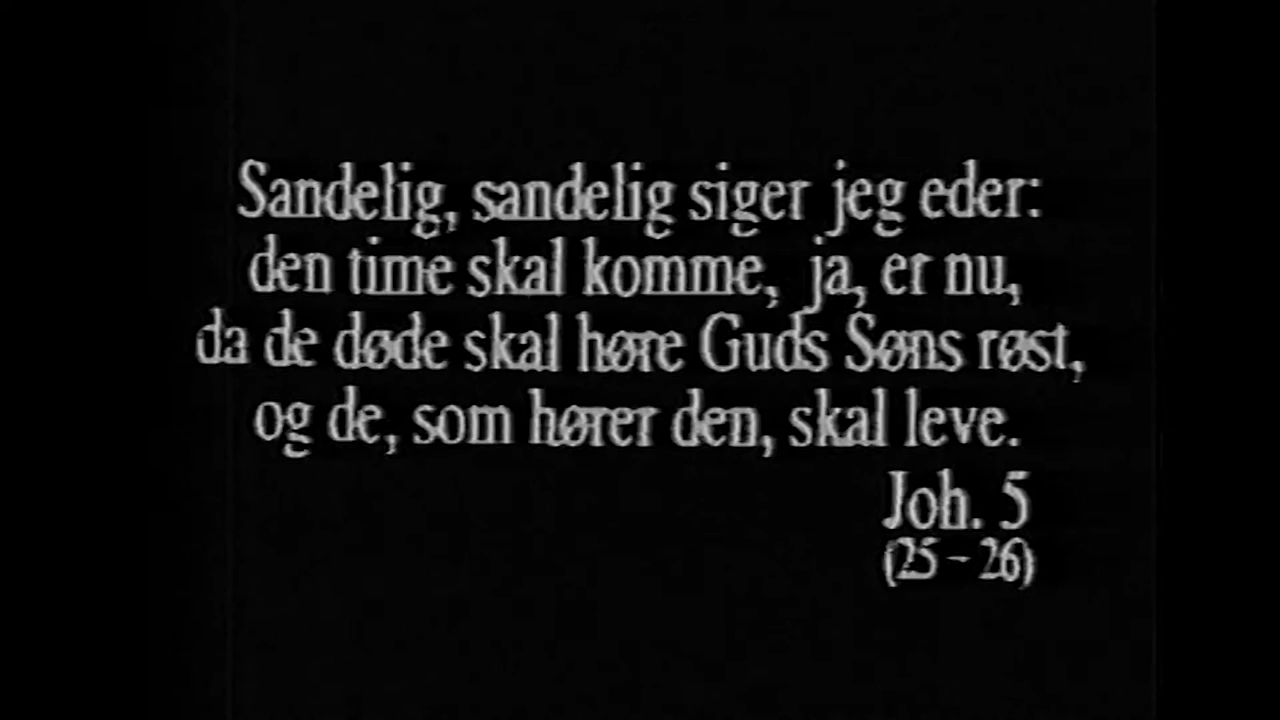 Sandelig, sandelig siger jeg eder:
den time skal komme, ja, er nu,
da de døde skal høre Guds Søns røst,
og de, som hører den, skal leve.
Joh. 5
(25 – 26)